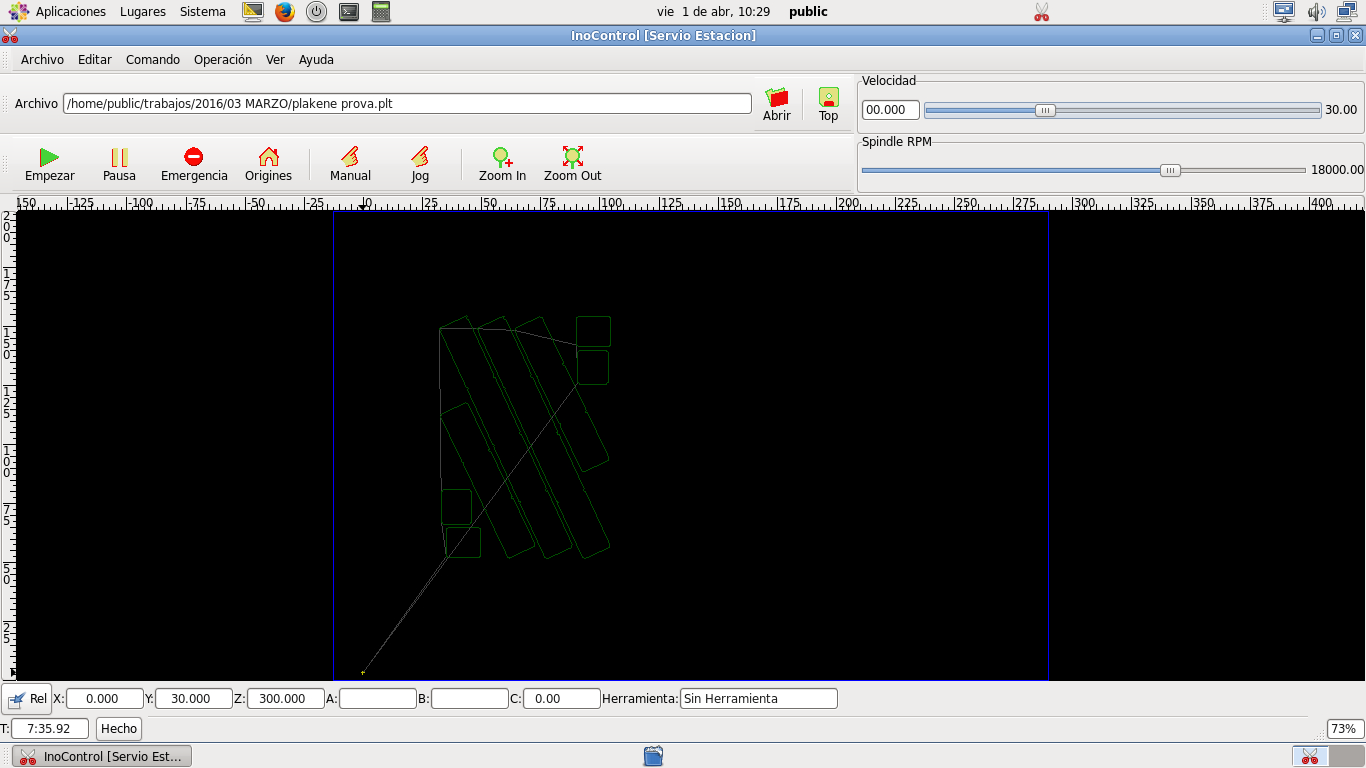 Aplicaciones Lugares Sistema vie 1 de abr, 10:29 public
InoControl [Servio Estacion]
Archivo Editar Comando Operación Ver Ayuda
Velocidad
Archivo /home/public/trabajos/2016/03 MARZO/plakene prova.plt Abrir Top 00.000 30.00
Spindle RPM
Empezar Pausa Emergencia Origenes Manual Jog Zoom In Zoom Out 18000.00
150 -125 -100 -75 -50 -25 0 25 50 75 100 125 150 175 200 225 250 275 300 325 350 375 400
200
175
150
125
100
75
50
25
Rel X: 0.000 Y: 30.000 Z: 300.000 A: B: C: 0.00 Herramienta: Sin Herramienta
T: 7:35.92 Hecho 73%
InoControl [Servio Est...